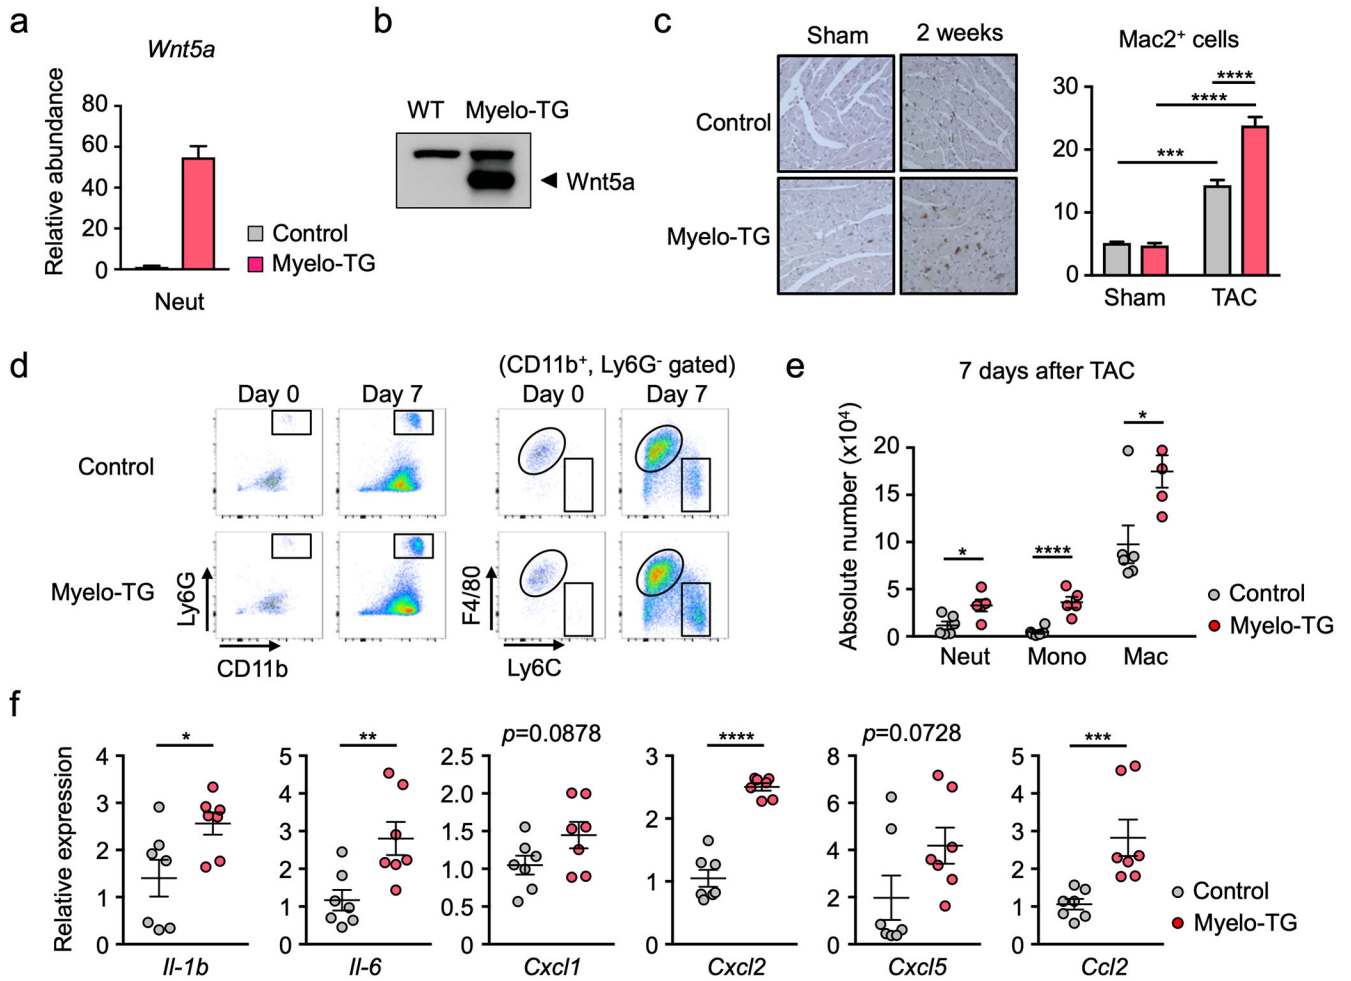 a
Wnt5a
Relative abundance
80
60
40
20
0
Neut
Control
Myelo-TG
b
WT Myelo-TG
Wnt5a
c
Sham 2 weeks
Control
Myelo-TG
Mac2⁺ cells
30
20
10
0
***
****
****
Sham TAC
d
(CD11b⁺, Ly6G⁻ gated)
Day 0 Day 7 Day 0 Day 7
Control
Myelo-TG
Ly6G
CD11b
F4/80
Ly6C
e
7 days after TAC
Absolute number (x10⁴)
20
15
10
5
0
*
****
*
Neut Mono Mac
Control
Myelo-TG
f
Relative expression
4
3
2
1
0
*
Il-1b
5
4
3
2
1
0
**
Il-6
p=0.0878
2.5
2.0
1.5
1.0
0.5
0
Cxcl1
3
2
1
0
****
Cxcl2
p=0.0728
8
6
4
2
0
Cxcl5
5
4
3
2
1
0
***
Ccl2
Control
Myelo-TG